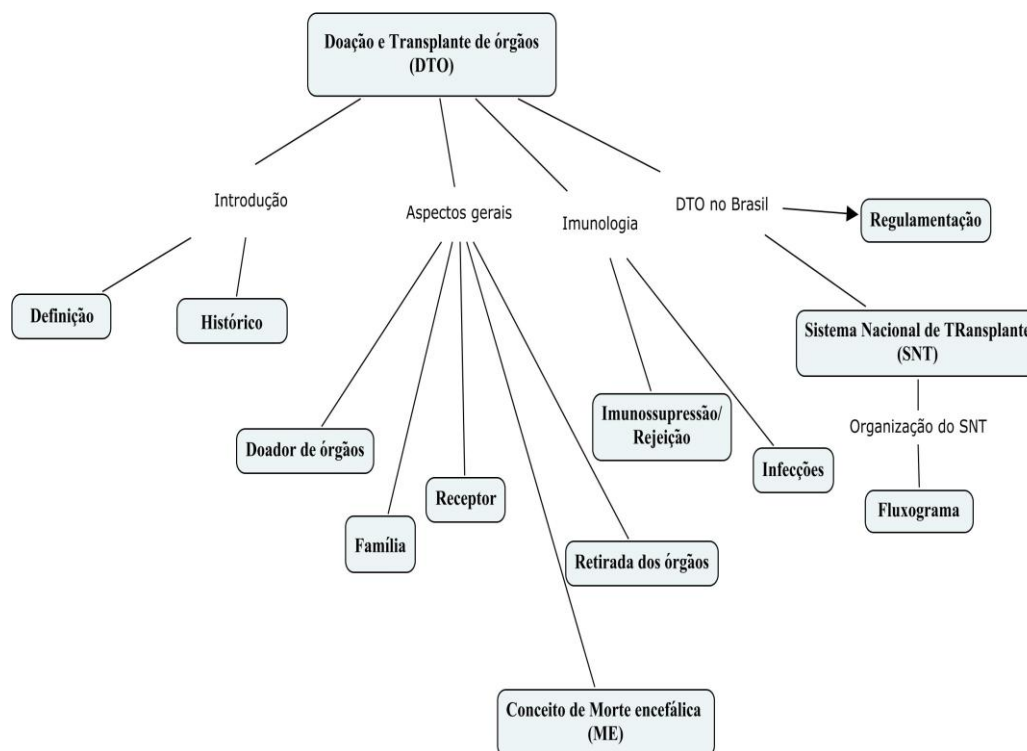 Doação e Transplante de órgãos
(DTO)
Introdução
Aspectos gerais
Imunologia
DTO no Brasil
Regulamentação
Definição
Histórico
Sistema Nacional de TRansplante
(SNT)
Imunossupressão/
Rejeição
Organização do SNT
Doador de órgãos
Infecções
Receptor
Fluxograma
Família
Retirada dos órgãos
Conceito de Morte encefálica
(ME)